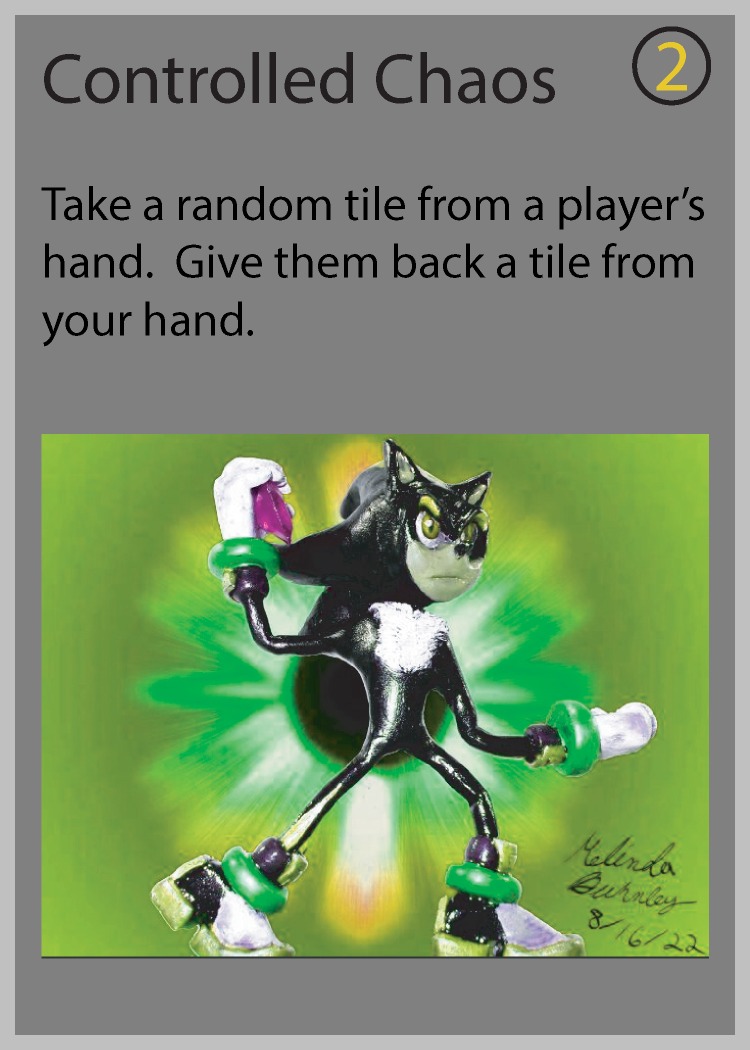 Controlled Chaos
2
Take a random tile from a player’s
hand.  Give them back a tile from
your hand.
Melinda
Burnley
8/16/22